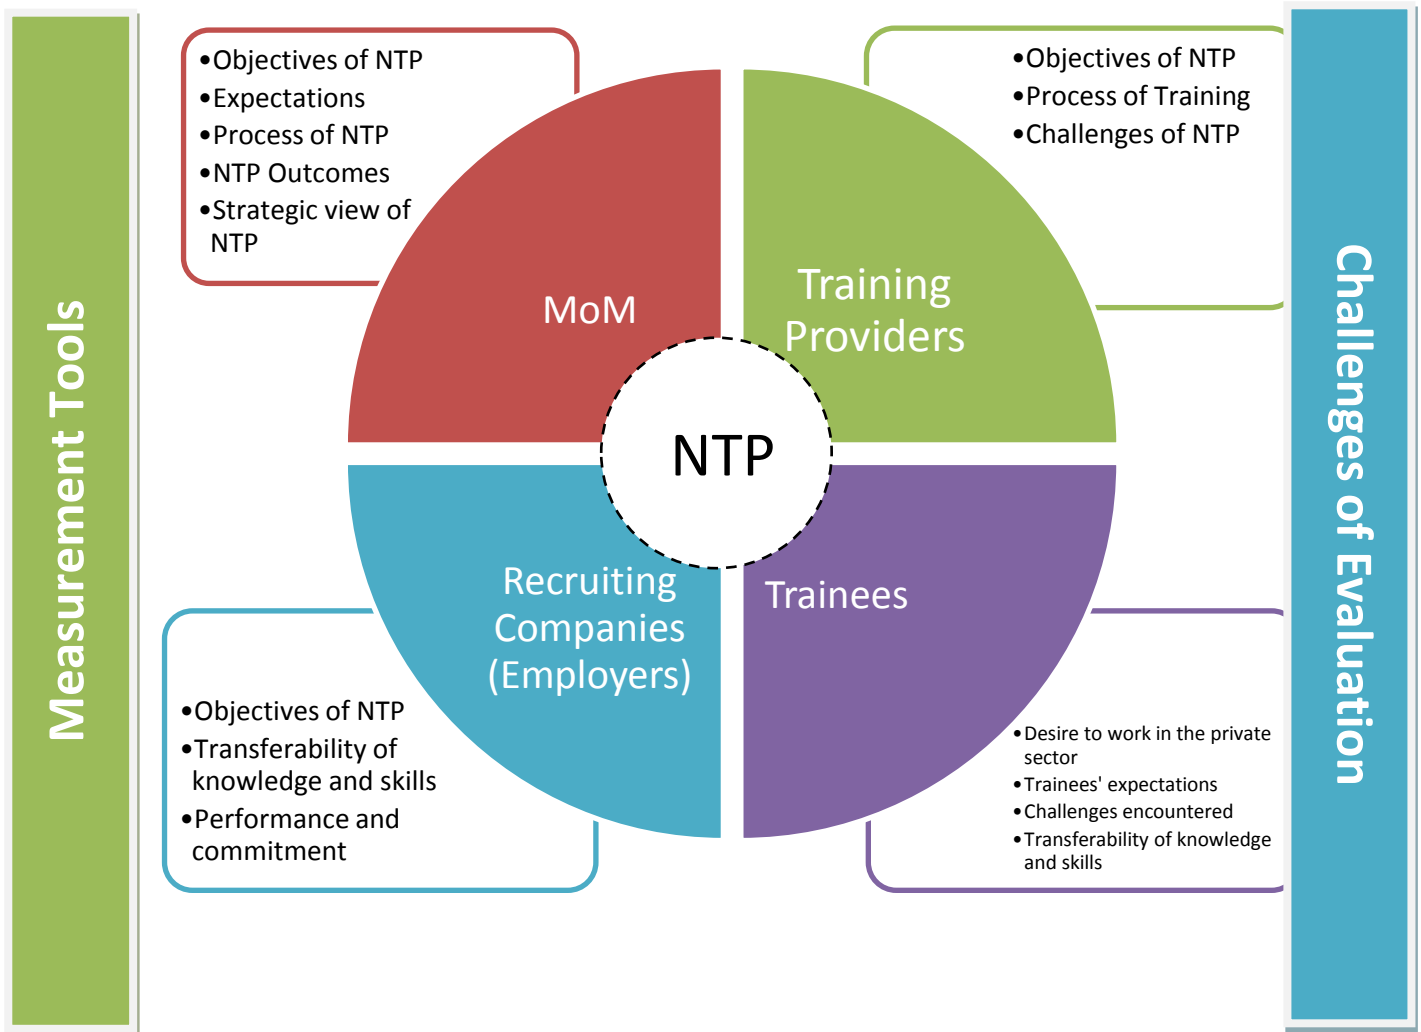 Measurement Tools
•Objectives of NTP
•Expectations
•Process of NTP
•NTP Outcomes
•Strategic view of
NTP
•Objectives of NTP
•Process of Training
•Challenges of NTP
MoM
Training
Providers
NTP
Recruiting
Companies
(Employers)
Trainees
•Objectives of NTP
•Transferability of
knowledge and skills
•Performance and
commitment
•Desire to work in the private
sector
•Trainees' expectations
•Challenges encountered
•Transferability of knowledge
and skills
Challenges of Evaluation